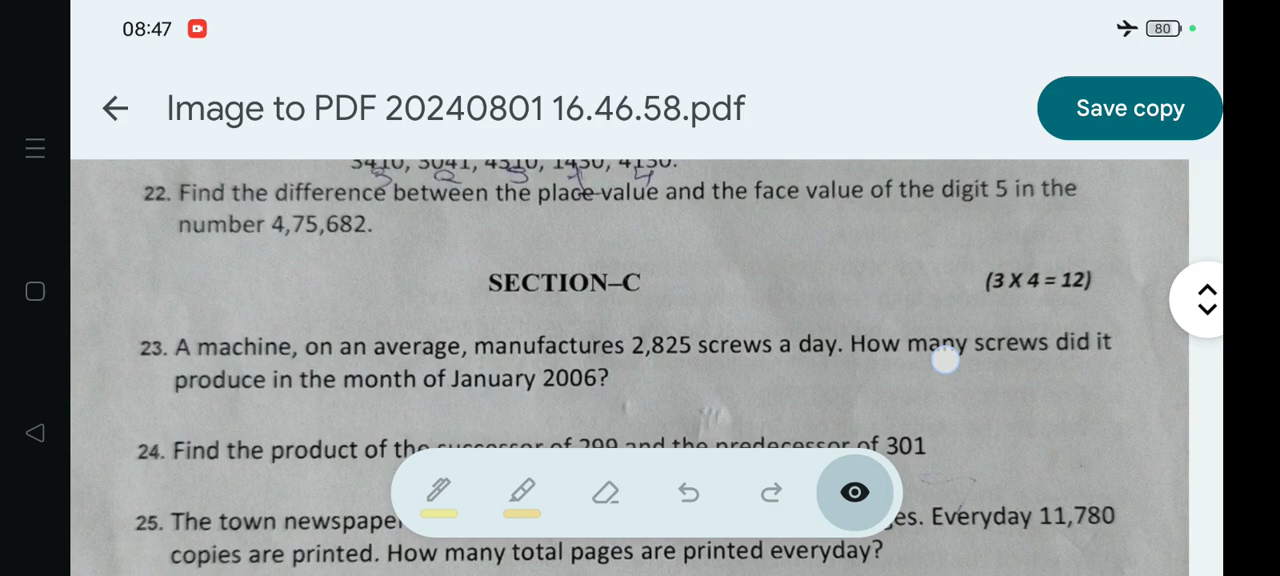 08:47
80
Image to PDF 20240801 16.46.58.pdf
Save copy
3410, 3041, 4310, 1430, 4130.
22. Find the difference between the place-value and the face value of the digit 5 in the
number 4,75,682.
SECTION–C
(3 X 4 = 12)
23. A machine, on an average, manufactures 2,825 screws a day. How many screws did it
produce in the month of January 2006?
24. Find the product of the successor of 299 and the predecessor of 301
25. The town newspaper es. Everyday 11,780
copies are printed. How many total pages are printed everyday?